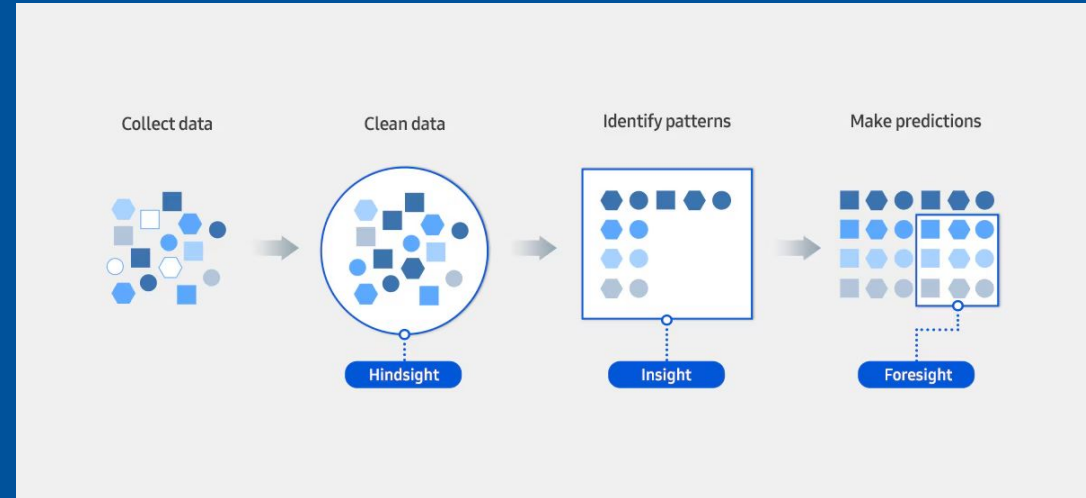 Collect data
Clean data
Identify patterns
Make predictions
Hindsight
Insight
Foresight